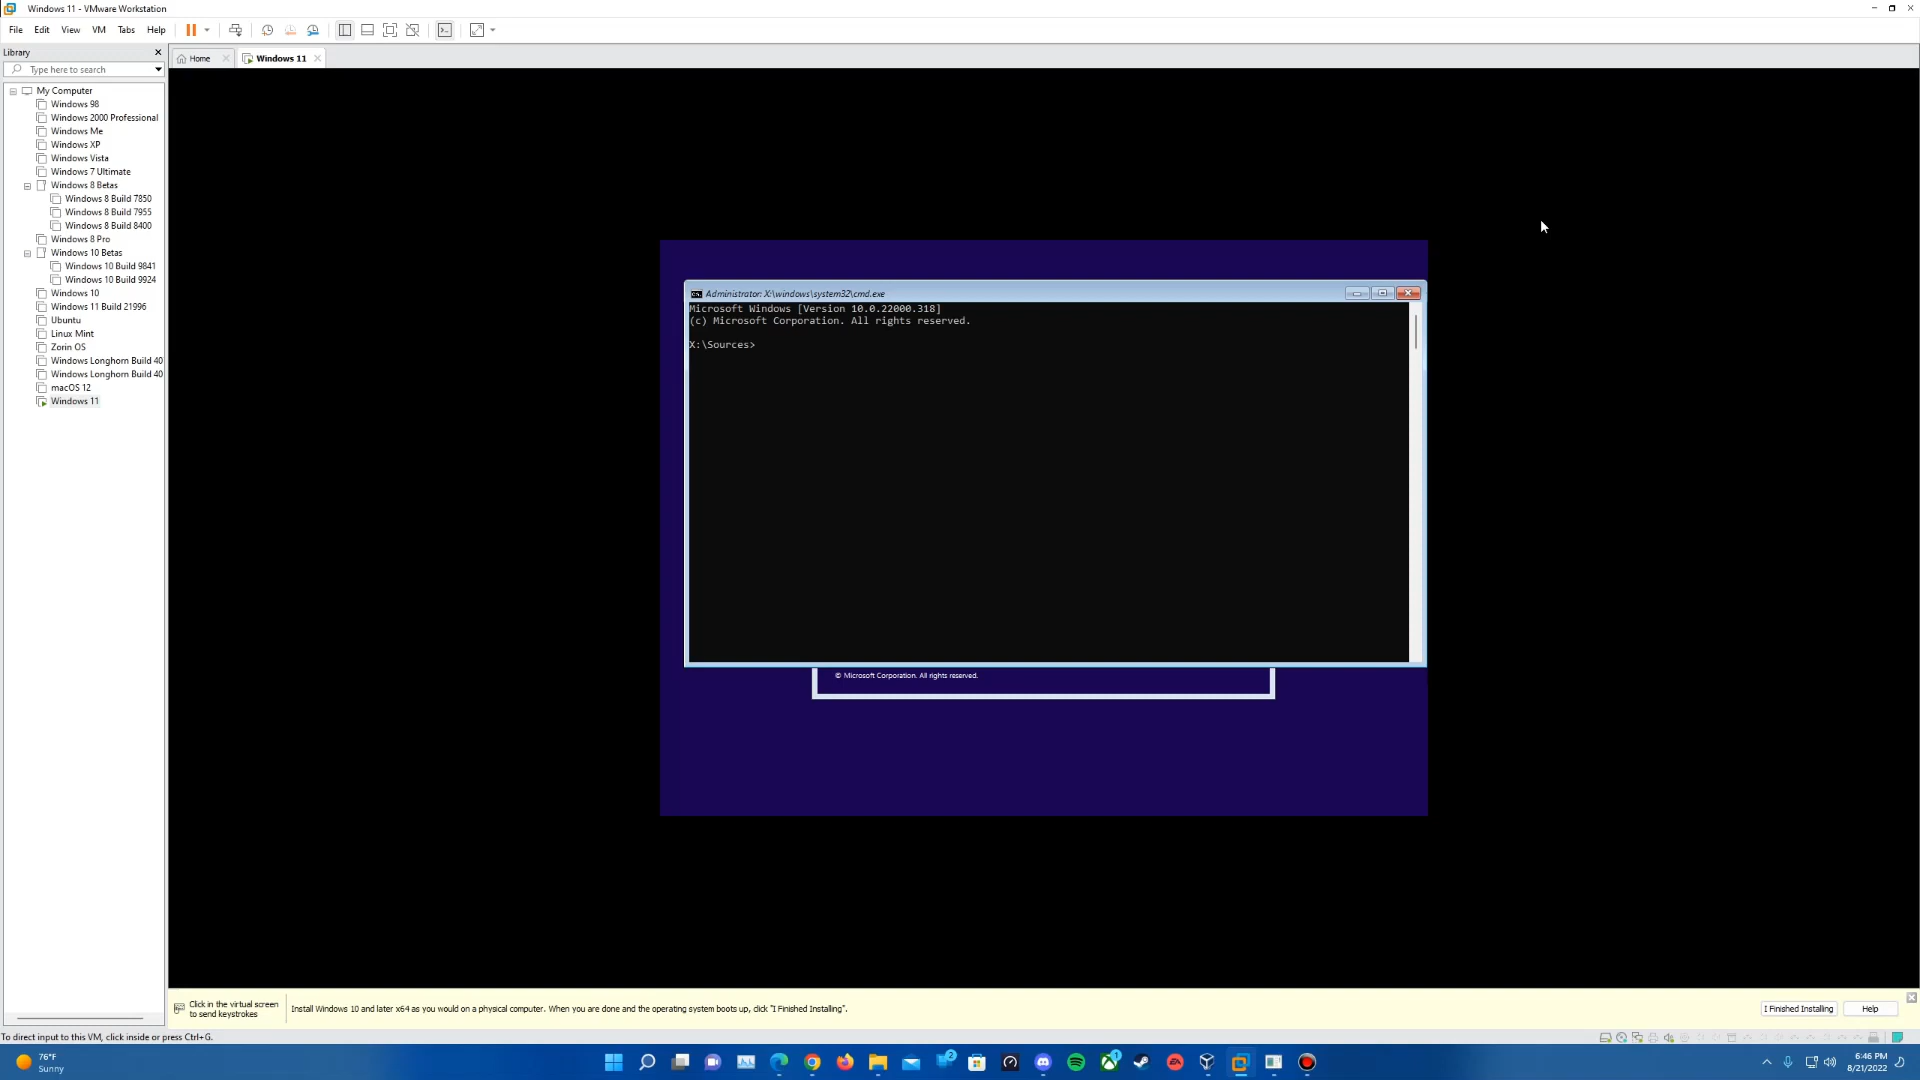 Windows 11 - VMware Workstation
File Edit View VM Tabs Help
Library
Type here to search
Home
Windows 11
My Computer
Windows 98
Windows 2000 Professional
Windows Me
Windows XP
Windows Vista
Windows 7 Ultimate
Windows 8 Betas
Windows 8 Build 7850
Windows 8 Build 7955
Windows 8 Build 8400
Windows 8 Pro
Windows 10 Betas
Windows 10 Build 9841
Windows 10 Build 9924
Windows 10
Windows 11 Build 21996
Ubuntu
Linux Mint
Zorin OS
Windows Longhorn Build 40
Windows Longhorn Build 40
macOS 12
Windows 11
Administrator: X:\windows\system32\cmd.exe
Microsoft Windows [Version 10.0.22000.318]
(c) Microsoft Corporation. All rights reserved.
X:\Sources>
© Microsoft Corporation. All rights reserved.
Click in the virtual screen
to send keystrokes
Install Windows 10 and later x64 as you would on a physical computer. When you are done and the operating system boots up, click "I Finished Installing".
I Finished Installing
Help
To direct input to this VM, click inside or press Ctrl+G.
76°F
Sunny
2
1
EA
6:46 PM
8/21/2022